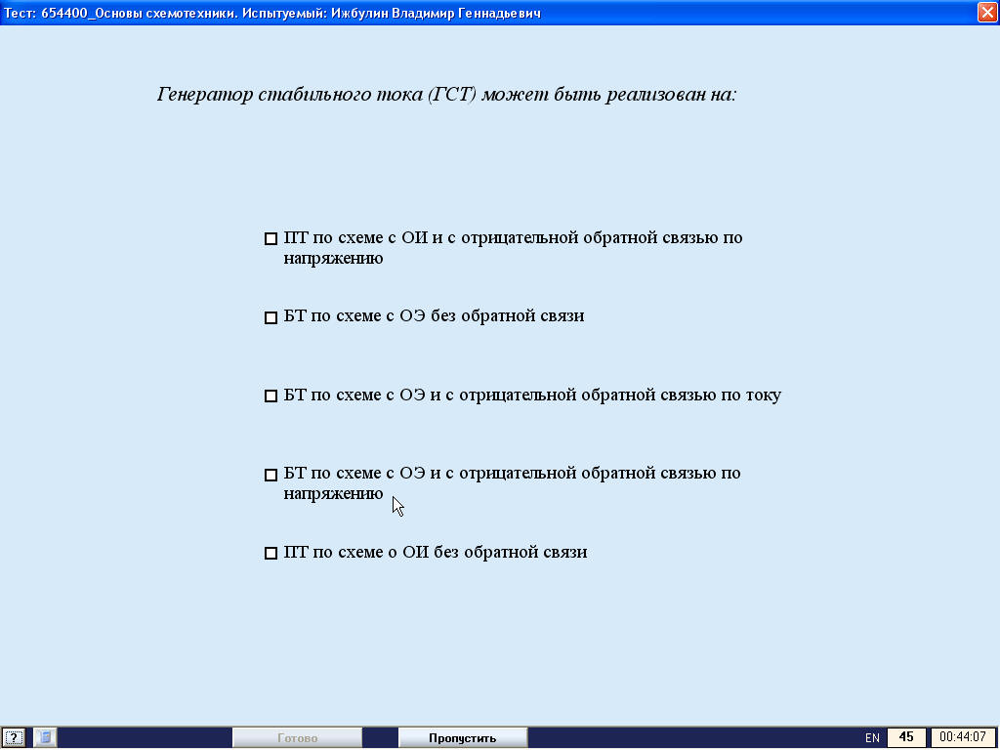 Тест: 654400_Основы схемотехники. Испытуемый: Ижбулин Владимир Геннадьевич
Генератор стабильного тока (ГСТ) может быть реализован на:
ПТ по схеме с ОИ и с отрицательной обратной связью по
напряжению
БТ по схеме с ОЭ без обратной связи
БТ по схеме с ОЭ и с отрицательной обратной связью по току
БТ по схеме с ОЭ и с отрицательной обратной связью по
напряжению
ПТ по схеме о ОИ без обратной связи
? Готово Пропустить EN 45 00:44:07